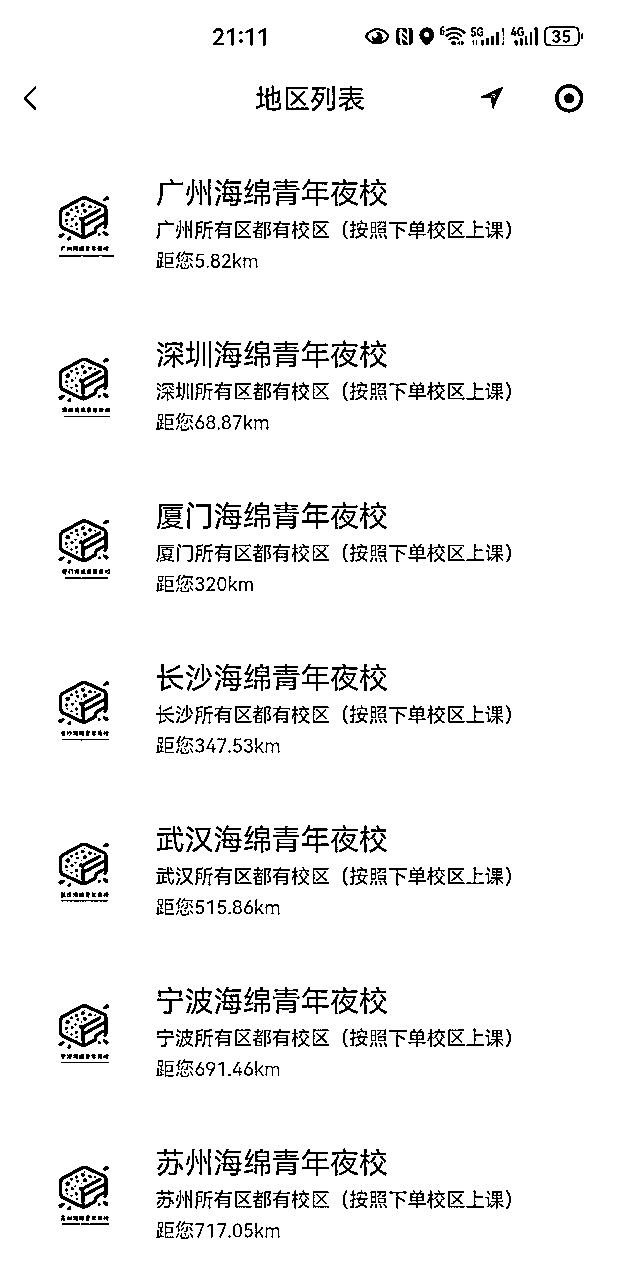 21:11
6 5G 4G 35
地区列表
广州海绵青年夜校
广州所有区都有校区（按照下单校区上课）
距您5.82km
深圳海绵青年夜校
深圳所有区都有校区（按照下单校区上课）
距您68.87km
厦门海绵青年夜校
厦门所有区都有校区（按照下单校区上课）
距您320km
长沙海绵青年夜校
长沙所有区都有校区（按照下单校区上课）
距您347.53km
武汉海绵青年夜校
武汉所有区都有校区（按照下单校区上课）
距您515.86km
宁波海绵青年夜校
宁波所有区都有校区（按照下单校区上课）
距您691.46km
苏州海绵青年夜校
苏州所有区都有校区（按照下单校区上课）
距您717.05km